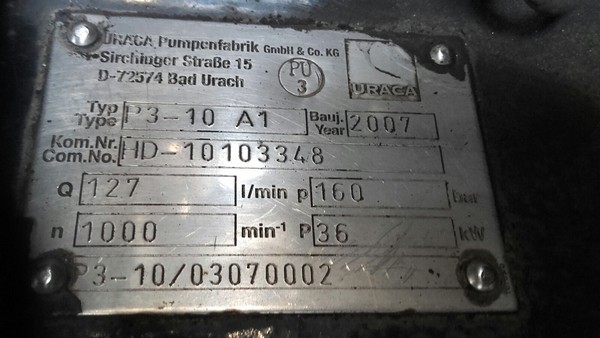 URACA Pumpenfabrik GmbH & Co. KG
Sirchinger Straße 15
D-72574 Bad Urach
PU 3
URACA
Typ Type P3-10 A1 Bauj. Year 2007
Kom.Nr. Com.No. HD-10103348
Q 127 l/min p 160 bar
n 1000 min⁻¹ P 36 kW
P3-10/03070002